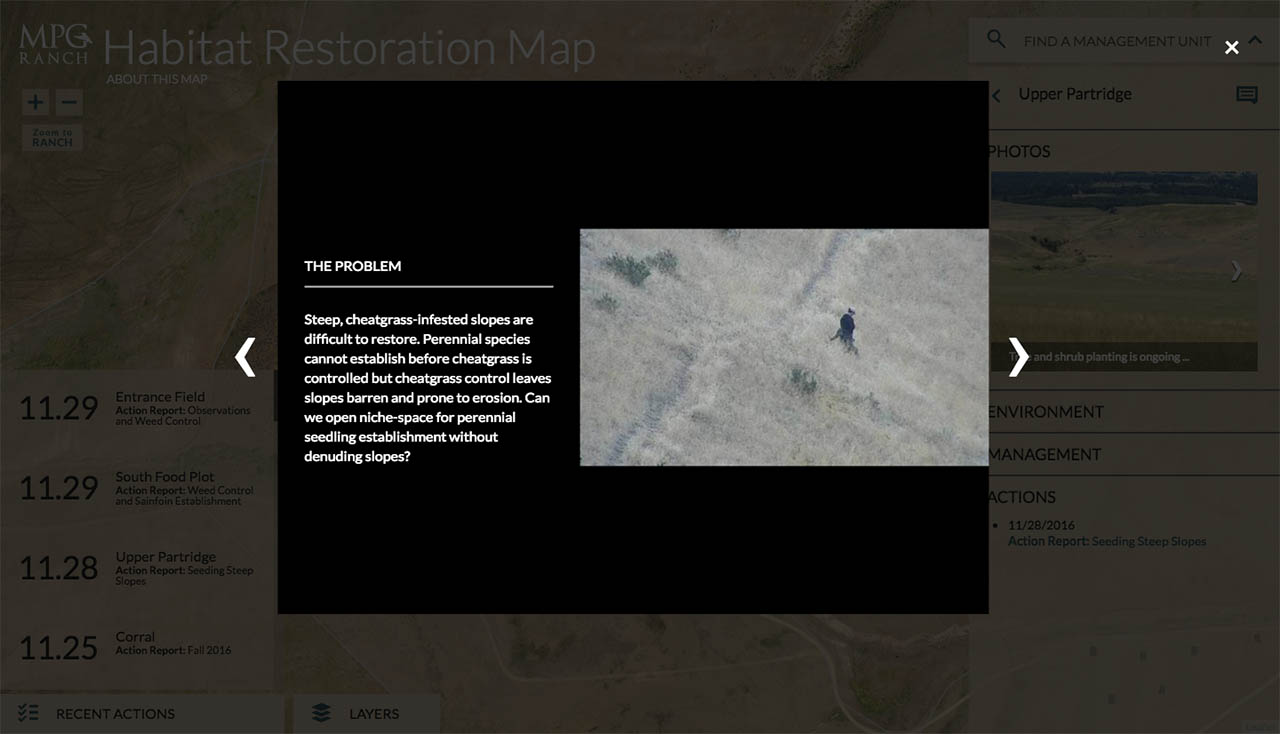 MPG
RANCH
Habitat Restoration Map
ABOUT THIS MAP
Zoom to
RANCH
FIND A MANAGEMENT UNIT
Upper Partridge
PHOTOS
THE PROBLEM
Steep, cheatgrass-infested slopes are
difficult to restore. Perennial species
cannot establish before cheatgrass is
controlled but cheatgrass control leaves
slopes barren and prone to erosion. Can
we open niche-space for perennial
seedling establishment without
denuding slopes?
and shrub planting is ongoing ...
ENVIRONMENT
MANAGEMENT
ACTIONS
11/28/2016
Action Report: Seeding Steep Slopes
11.29
Entrance Field
Action Report: Observations
and Weed Control
11.29
South Food Plot
Action Report: Weed Control
and Sainfoin Establishment
11.28
Upper Partridge
Action Report: Seeding Steep
Slopes
11.25
Corral
Action Report: Fall 2016
RECENT ACTIONS
LAYERS